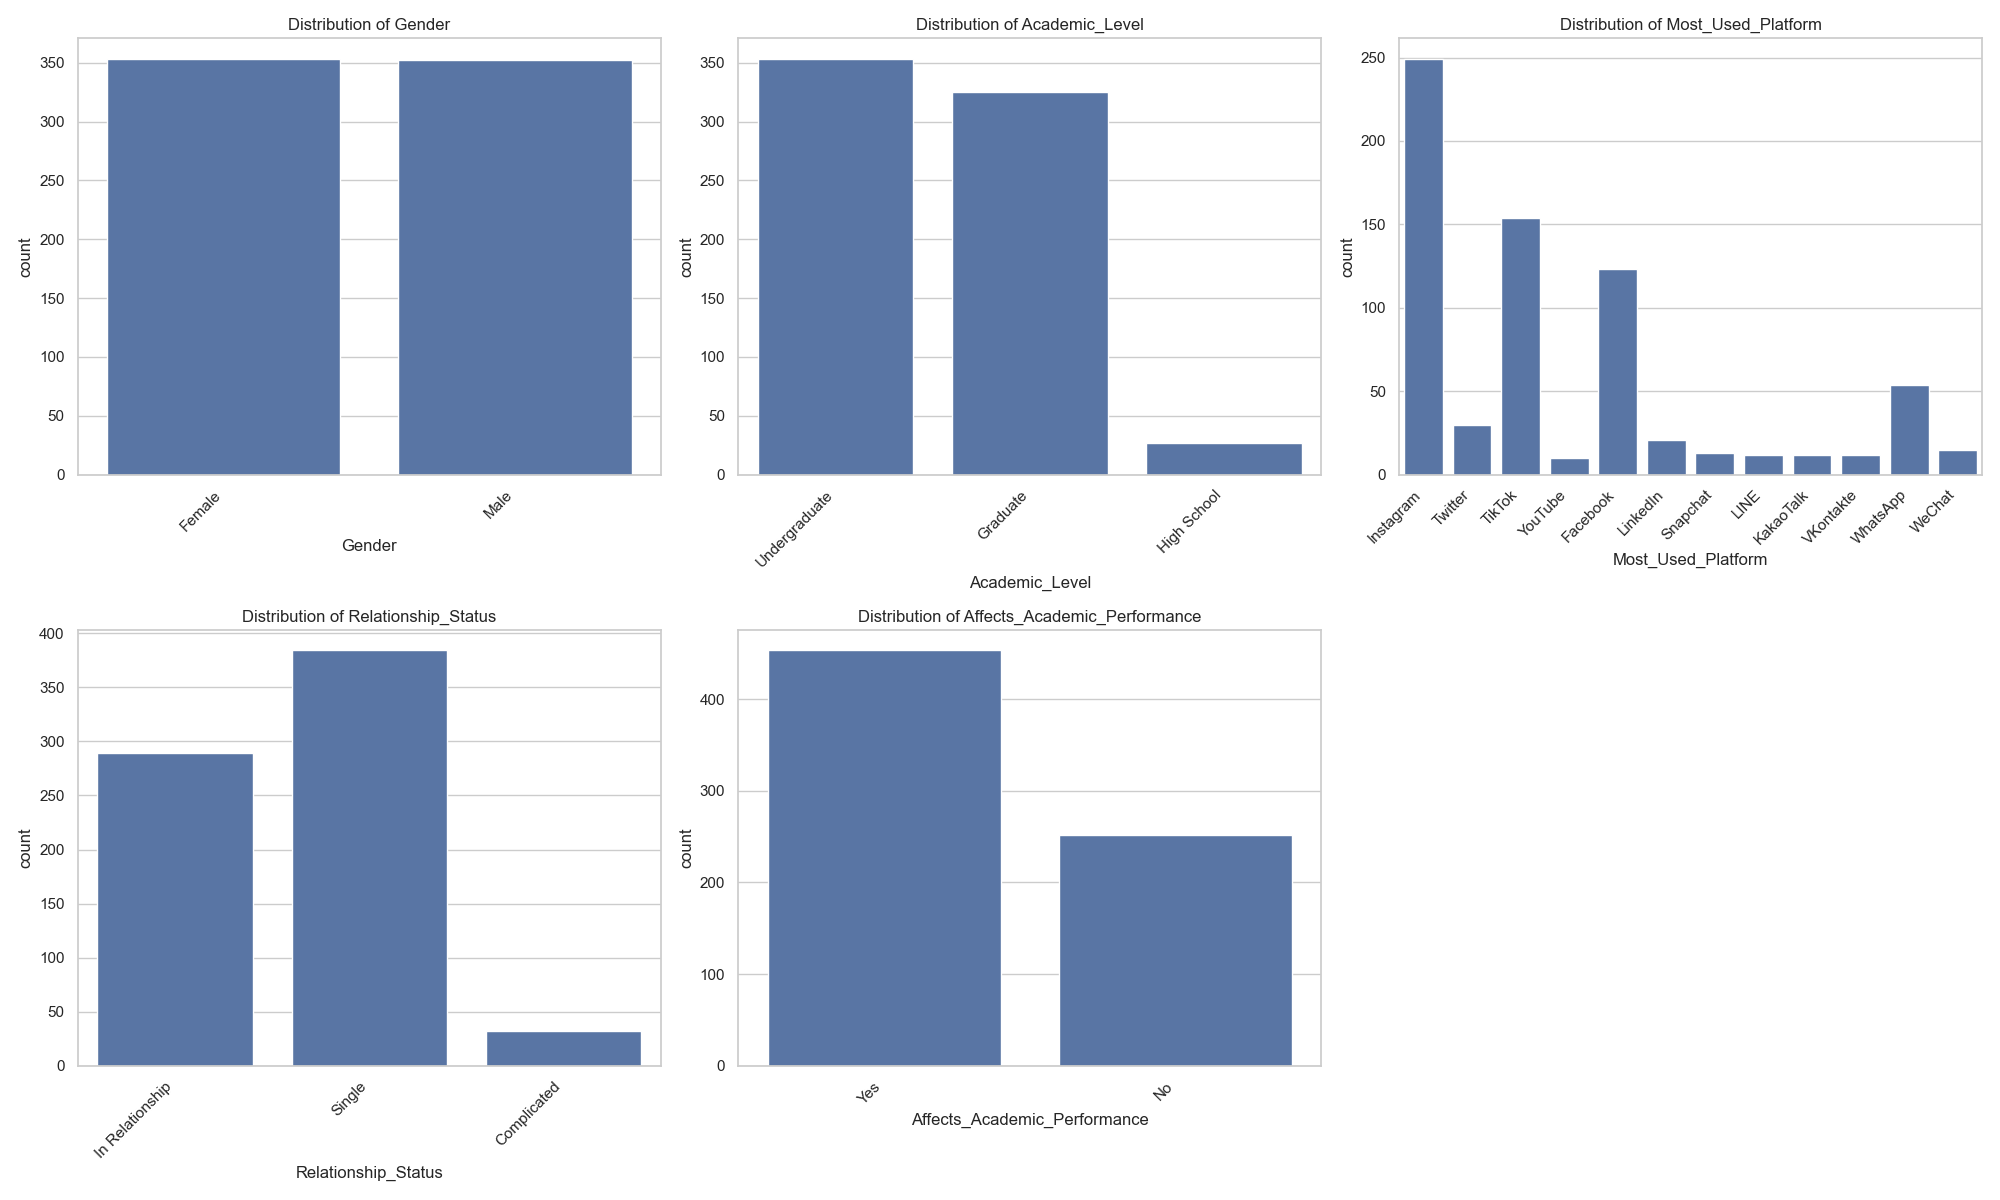 Distribution of Gender
350
300
250
200
150
100
50
0
count
Female
Male
Gender
Distribution of Academic_Level
350
300
250
200
150
100
50
0
count
Undergraduate
Graduate
High School
Academic_Level
Distribution of Most_Used_Platform
250
200
150
100
50
0
count
Instagram
Twitter
TikTok
YouTube
Facebook
LinkedIn
Snapchat
LINE
KakaoTalk
VKontakte
WhatsApp
WeChat
Most_Used_Platform
Distribution of Relationship_Status
400
350
300
250
200
150
100
50
0
count
In Relationship
Single
Complicated
Relationship_Status
Distribution of Affects_Academic_Performance
400
300
200
100
0
count
Yes
No
Affects_Academic_Performance